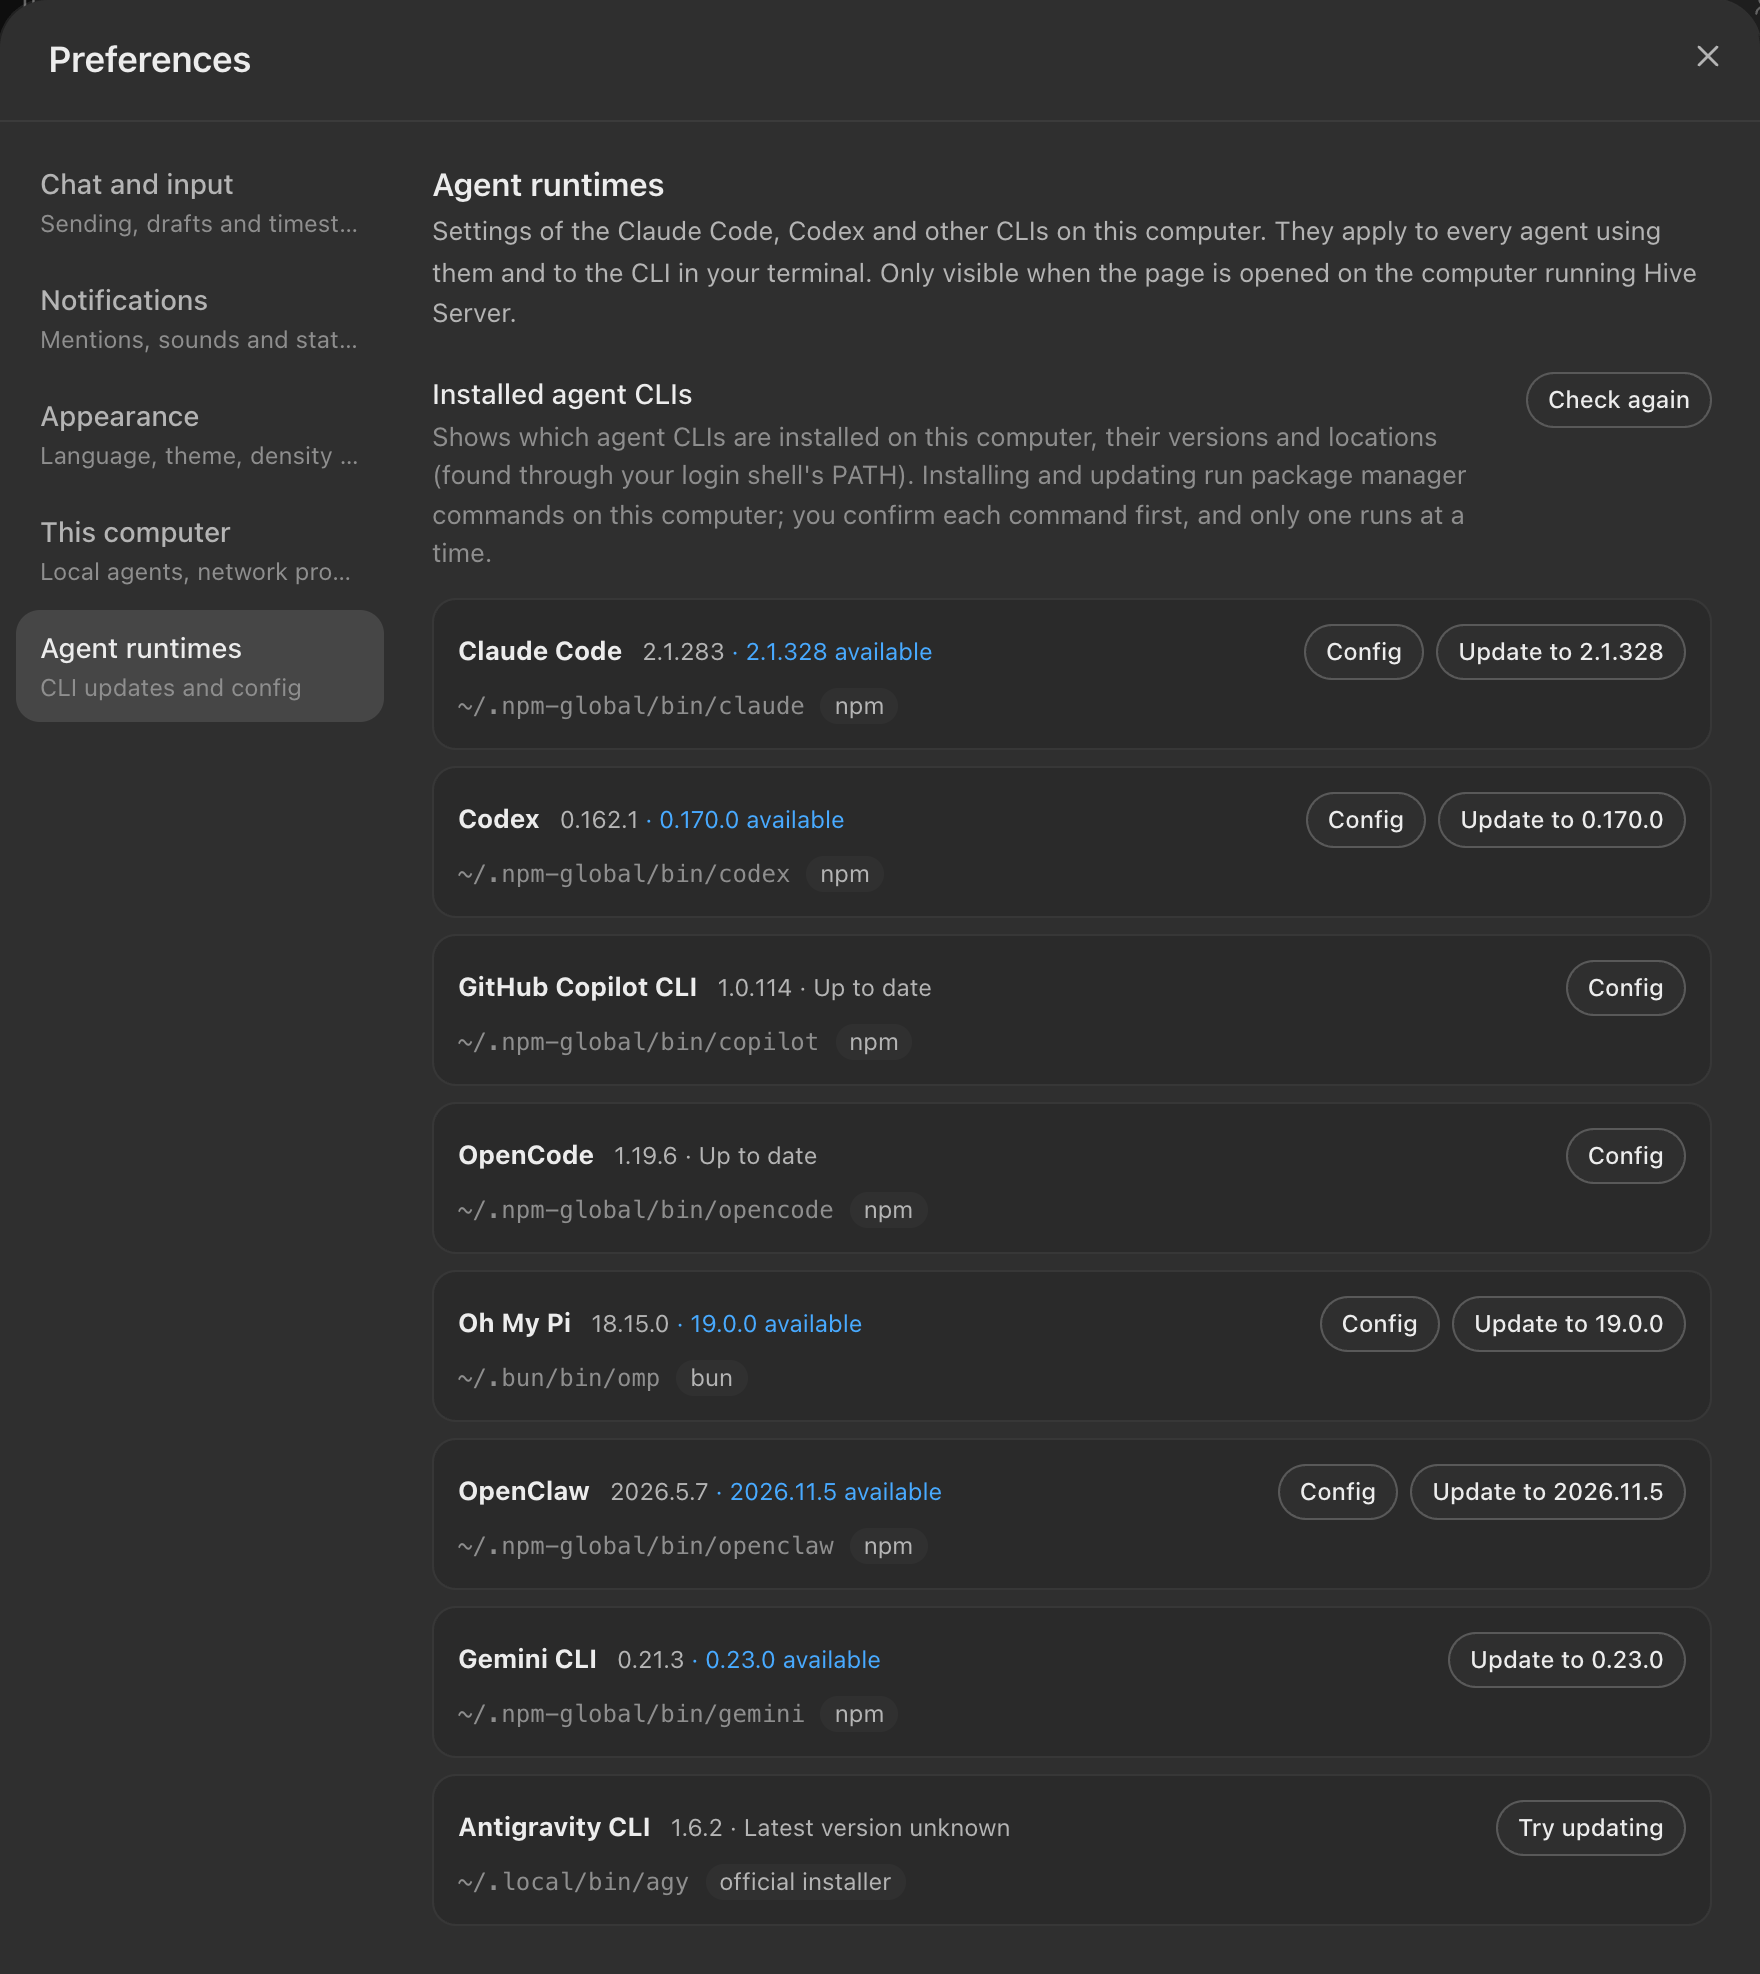 Preferences
Chat and input
Sending, drafts and timest...
Notifications
Mentions, sounds and stat...
Appearance
Language, theme, density ...
This computer
Local agents, network pro...
Agent runtimes
CLI updates and config
Agent runtimes
Settings of the Claude Code, Codex and other CLIs on this computer. They apply to every agent using
them and to the CLI in your terminal. Only visible when the page is opened on the computer running Hive
Server.
Installed agent CLIs
Check again
Shows which agent CLIs are installed on this computer, their versions and locations
(found through your login shell's PATH). Installing and updating run package manager
commands on this computer; you confirm each command first, and only one runs at a
time.
Claude Code 2.1.283 · 2.1.328 available Config Update to 2.1.328
~/.npm-global/bin/claude npm
Codex 0.162.1 · 0.170.0 available Config Update to 0.170.0
~/.npm-global/bin/codex npm
GitHub Copilot CLI 1.0.114 · Up to date Config
~/.npm-global/bin/copilot npm
OpenCode 1.19.6 · Up to date Config
~/.npm-global/bin/opencode npm
Oh My Pi 18.15.0 · 19.0.0 available Config Update to 19.0.0
~/.bun/bin/omp bun
OpenClaw 2026.5.7 · 2026.11.5 available Config Update to 2026.11.5
~/.npm-global/bin/openclaw npm
Gemini CLI 0.21.3 · 0.23.0 available Update to 0.23.0
~/.npm-global/bin/gemini npm
Antigravity CLI 1.6.2 · Latest version unknown Try updating
~/.local/bin/agy official installer